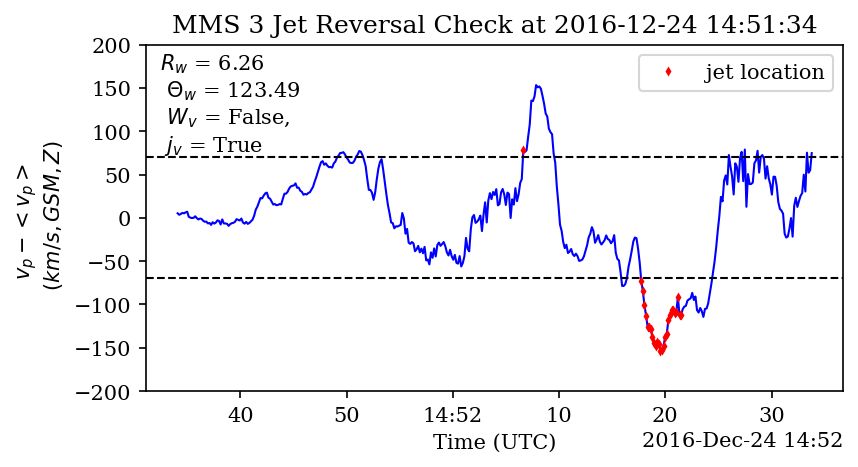 MMS 3 Jet Reversal Check at 2016-12-24 14:51:34
200
150
100
50
0
−50
−100
−150
−200
v_p − < v_p >
(km/s, GSM, Z)
R_w = 6.26
Θ_w = 123.49
W_v = False,
j_v = True
jet location
40 50 14:52 10 20 30
Time (UTC)
2016-Dec-24 14:52